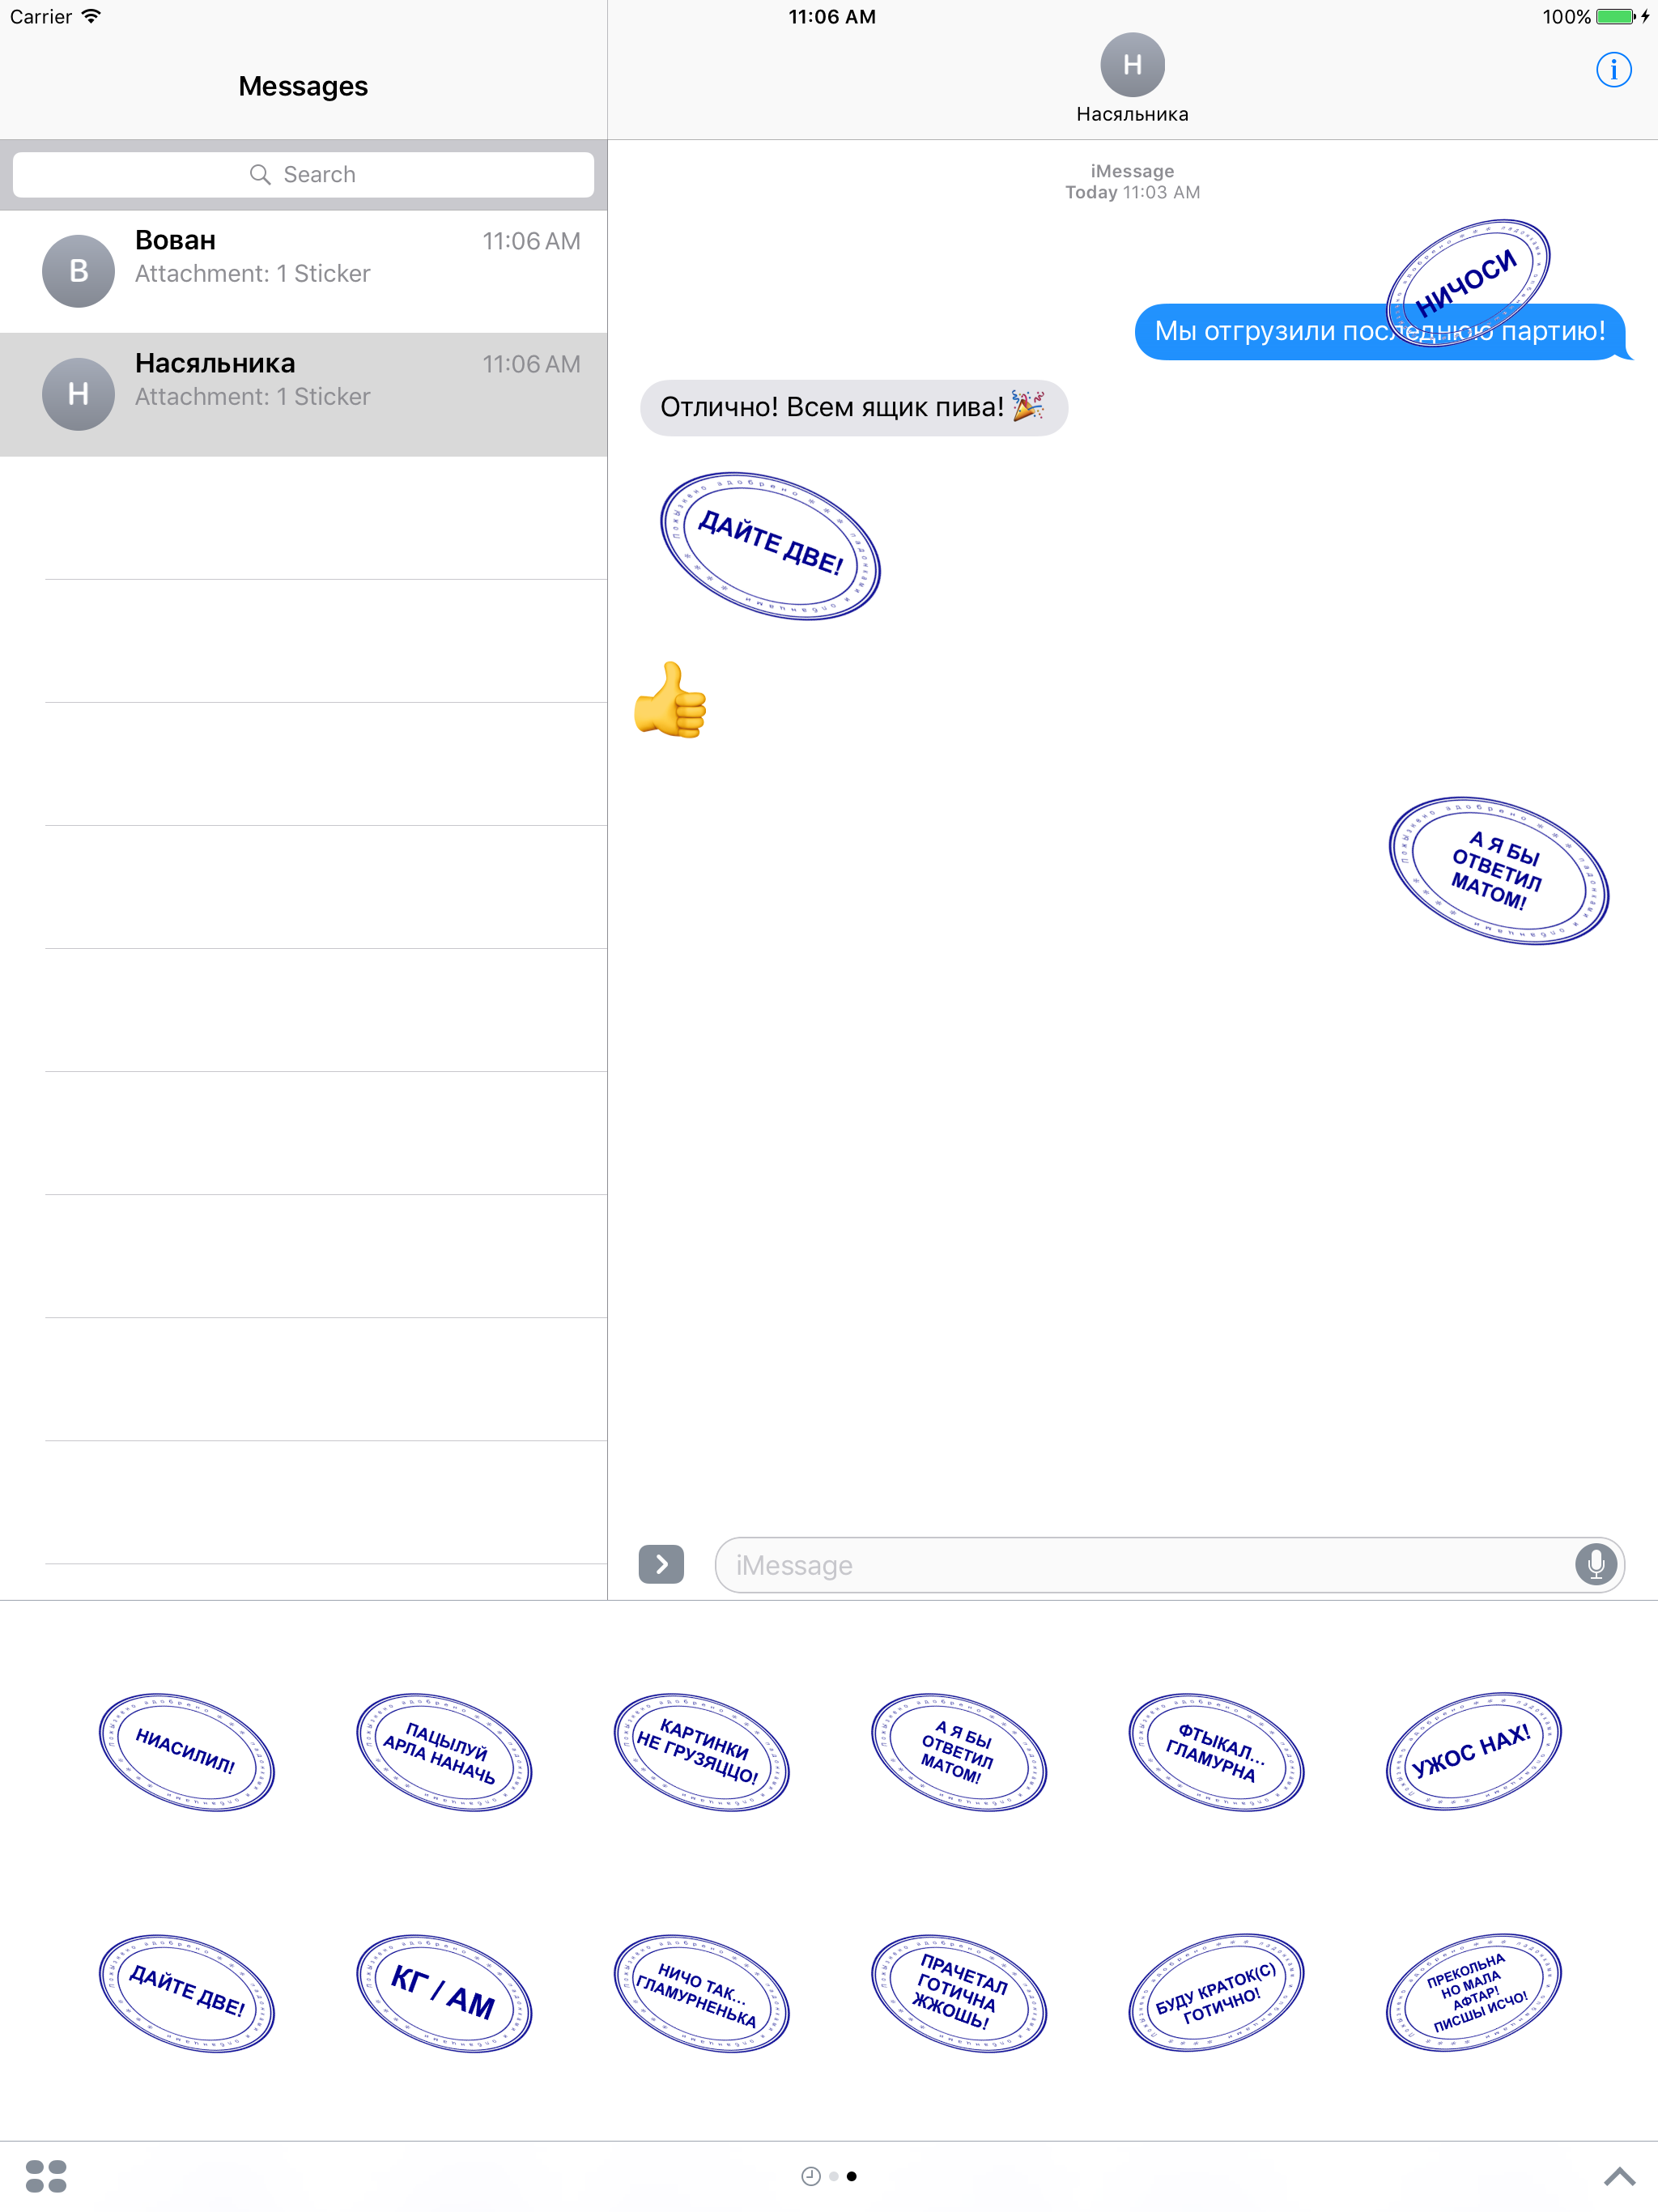 Carrier
11:06 AM
100%
Messages
Н
Насяльника
Search
В
Вован
11:06 AM
Attachment: 1 Sticker
Н
Насяльника
11:06 AM
Attachment: 1 Sticker
iMessage
Today 11:03 AM
НИЧОСИ
Мы отгрузили последнюю партию!
Отлично! Всем ящик пива!
ДАЙТЕ ДВЕ!
А Я БЫ
ОТВЕТИЛ
МАТОМ!
iMessage
НИАСИЛИЛ!
ПАЦЫЛУЙ
АРЛА НАНАЧЬ
КАРТИНКИ
НЕ ГРУЗЯЦЦО!
А Я БЫ
ОТВЕТИЛ
МАТОМ!
ФТЫКАЛ...
ГЛАМУРНА
УЖОС НАХ!
ДАЙТЕ ДВЕ!
КГ / АМ
НИЧО ТАК...
ГЛАМУРНЕНЬКА
ПРАЧЕТАЛ
ГОТИЧНА
ЖЖОШЬ!
БУДУ КРАТОК(С)
ГОТИЧНО!
ПРЕКОЛЬНА
НО МАЛА
АФТАР!
ПИСШЫ ИСЧО!